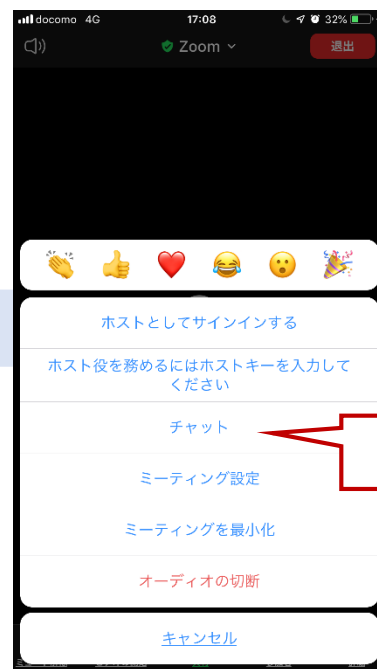 docomo 4G 17:08 32%
Zoom 退出
ホストとしてサインインする
ホスト役を務めるにはホストキーを入力して
ください
チャット
ミーティング設定
ミーティングを最小化
オーディオの切断
キャンセル